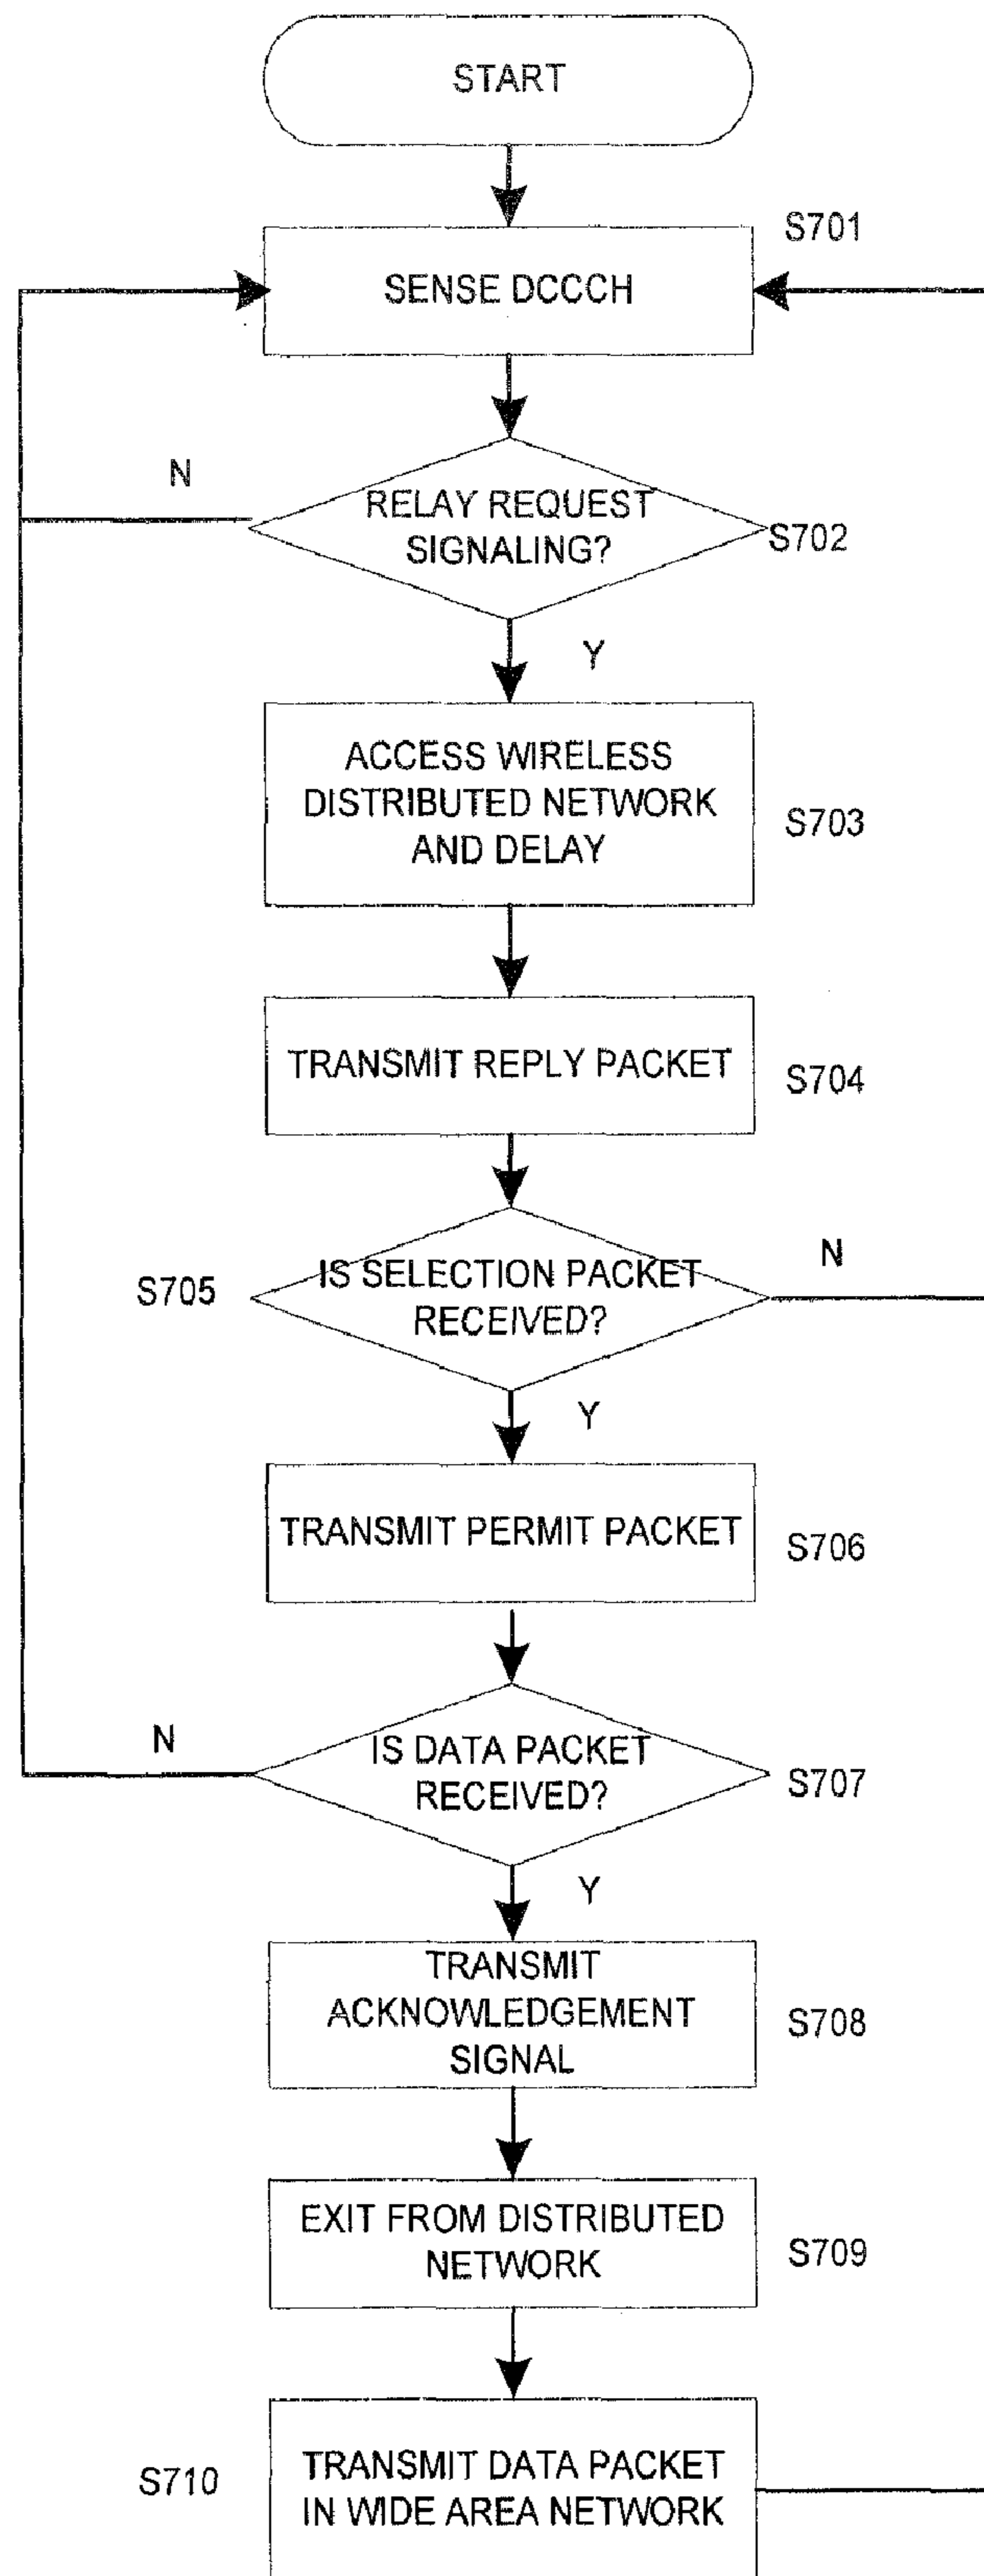 START
S701
SENSE DCCCH
N
RELAY REQUEST
SIGNALING?
S702
Y
ACCESS WIRELESS
DISTRIBUTED NETWORK
AND DELAY
S703
TRANSMIT REPLY PACKET
S704
N
S705
IS SELECTION PACKET
RECEIVED?
Y
TRANSMIT PERMIT PACKET
S706
N
IS DATA PACKET
RECEIVED?
S707
Y
TRANSMIT
ACKNOWLEDGEMENT
SIGNAL
S708
EXIT FROM DISTRIBUTED
NETWORK
S709
S710
TRANSMIT DATA PACKET
IN WIDE AREA NETWORK